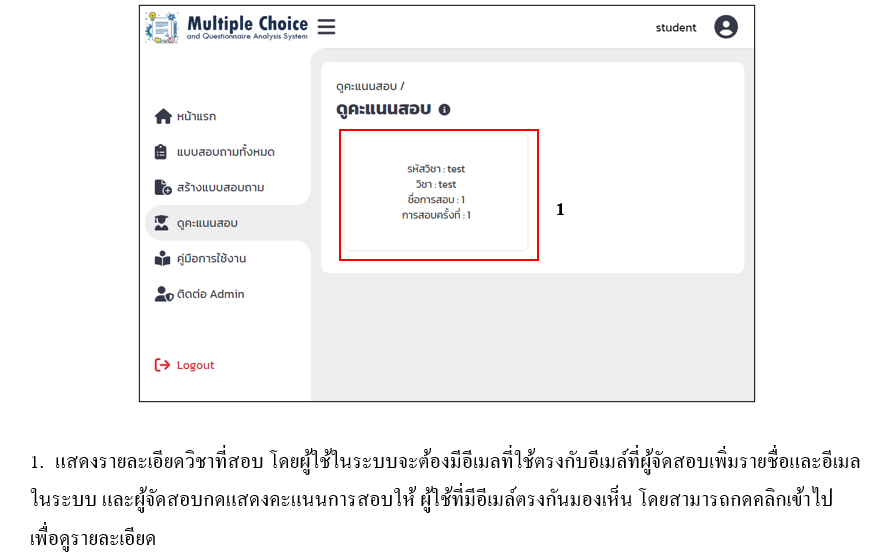 Multiple Choice
and Questionnaire Analysis System
student
หน้าแรก
แบบสอบถามทั้งหมด
สร้างแบบสอบถาม
ดูคะแนนสอบ
คู่มือการใช้งาน
ติดต่อ Admin
Logout
ดูคะแนนสอบ /
ดูคะแนนสอบ
รหัสวิชา : test
วิชา : test
ชื่อการสอบ : 1
การสอบครั้งที่ : 1
1
1. แสดงรายละเอียดวิชาที่สอบ โดยผู้ใช้ในระบบจะต้องมีอีเมลที่ใช้ตรงกับอีเมล์ที่ผู้จัดสอบเพิ่มรายชื่อและอีเมล
ในระบบ และผู้จัดสอบกดแสดงคะแนนการสอบให้ ผู้ใช้ที่มีอีเมล์ตรงกันมองเห็น โดยสามารถกดคลิกเข้าไป
เพื่อดูรายละเอียด